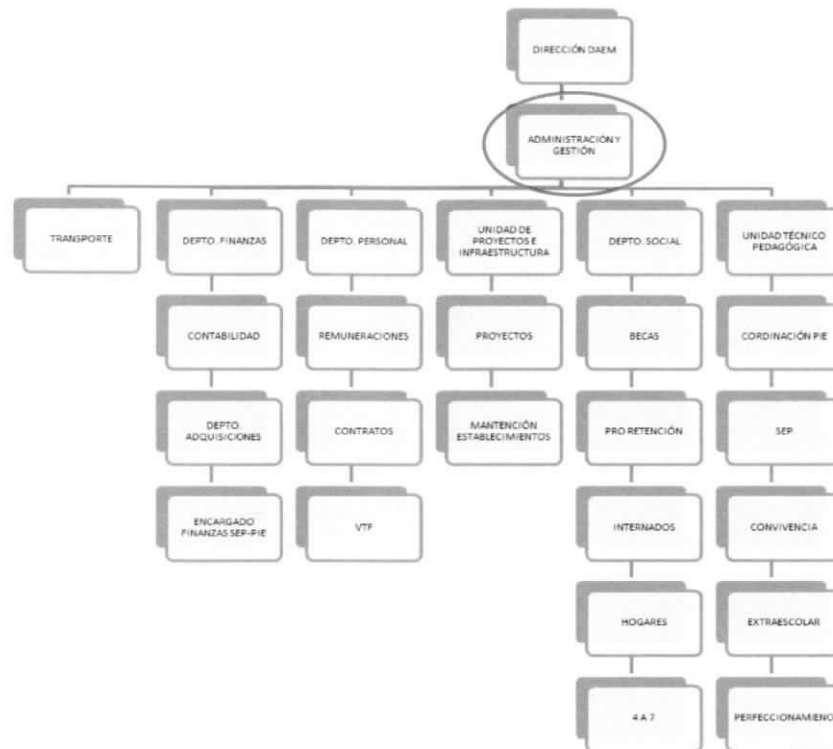 DIRECCIÓN DAEM
ADMINISTRACIÓN Y
GESTIÓN
TRANSPORTE
DEPTO. FINANZAS
DEPTO. PERSONAL
UNIDAD DE
PROYECTOS E
INFRAESTRUCTURA
DEPTO. SOCIAL
UNIDAD TÉCNICO
PEDAGÓGICA
CONTABILIDAD
REMUNERACIONES
PROYECTOS
BECAS
CORDINACIÓN PIE
DEPTO.
ADQUISICIONES
CONTRATOS
MANTENCIÓN
ESTABLECIMIENTOS
PRO RETENCIÓN
SEP
ENCARGADO
FINANZAS SEP-PIE
VTF
INTERNADOS
CONVIVENCIA
HOGARES
EXTRAESCOLAR
4 A 7
PERFECCIONAMIENO